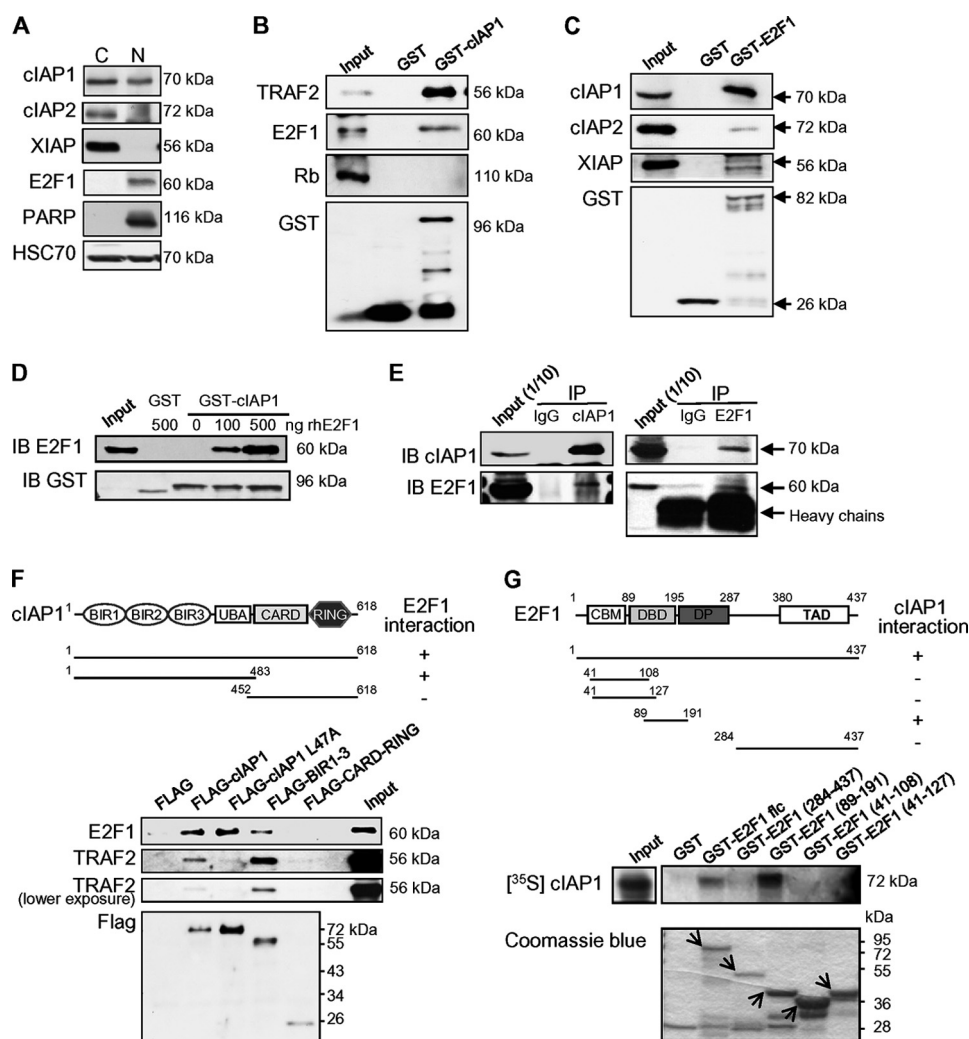 A
C N
cIAP1 70 kDa
cIAP2 72 kDa
XIAP 56 kDa
E2F1 60 kDa
PARP 116 kDa
HSC70 70 kDa
B
Input GST GST-cIAP1
TRAF2 56 kDa
E2F1 60 kDa
Rb 110 kDa
GST 96 kDa
C
Input GST GST-E2F1
cIAP1 70 kDa
cIAP2 72 kDa
XIAP 56 kDa
GST 82 kDa
26 kDa
D
Input GST GST-cIAP1
500 0 100 500 ng rhE2F1
IB E2F1 60 kDa
IB GST 96 kDa
E
Input (1/10) IP Input (1/10) IP
IgG cIAP1 IgG E2F1
IB cIAP1 70 kDa
IB E2F1 60 kDa
Heavy chains
F
cIAP1 1 BIR1 BIR2 BIR3 UBA CARD RING 618 E2F1 interaction
1 618 +
1 483 +
452 618 -
FLAG FLAG-cIAP1 FLAG-cIAP1 L47A FLAG-BIR1-3 FLAG-CARD-RING Input
E2F1 60 kDa
TRAF2 56 kDa
TRAF2 56 kDa
(lower exposure)
Flag
72 kDa
55
43
34
26
G
1 89 195 287 380 437
E2F1 CBM DBD DP TAD cIAP1 interaction
1 437 +
41 108 -
41 127 -
89 191 +
284 437 -
Input GST GST-E2F1 flc GST-E2F1 (284-437) GST-E2F1 (89-191) GST-E2F1 (41-108) GST-E2F1 (41-127)
[35S] cIAP1 72 kDa
kDa
Coomassie blue
95
72
55
36
28